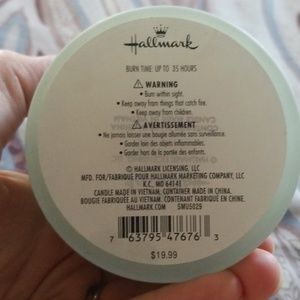 Hallmark
BURN TIME: UP TO 35 HOURS
⚠ WARNING
• Burn within sight.
• Keep away from things that catch fire.
• Keep away from children.
⚠ AVERTISSEMENT
• Ne jamais laisser une bougie allumée sans surveillance.
• Garder loin des objets inflammables.
• Garder hors de la portée des enfants.
© HALLMARK LICENSING, LLC
MFD. FOR/FABRIQUÉ POUR HALLMARK MARKETING COMPANY, LLC
K.C., MO 64141
CANDLE MADE IN VIETNAM. CONTAINER MADE IN CHINA.
BOUGIE FABRIQUÉE AU VIETNAM. CONTENANT FABRIQUÉ EN CHINE.
HALLMARK.COM
7 63795 47676 3
$19.99